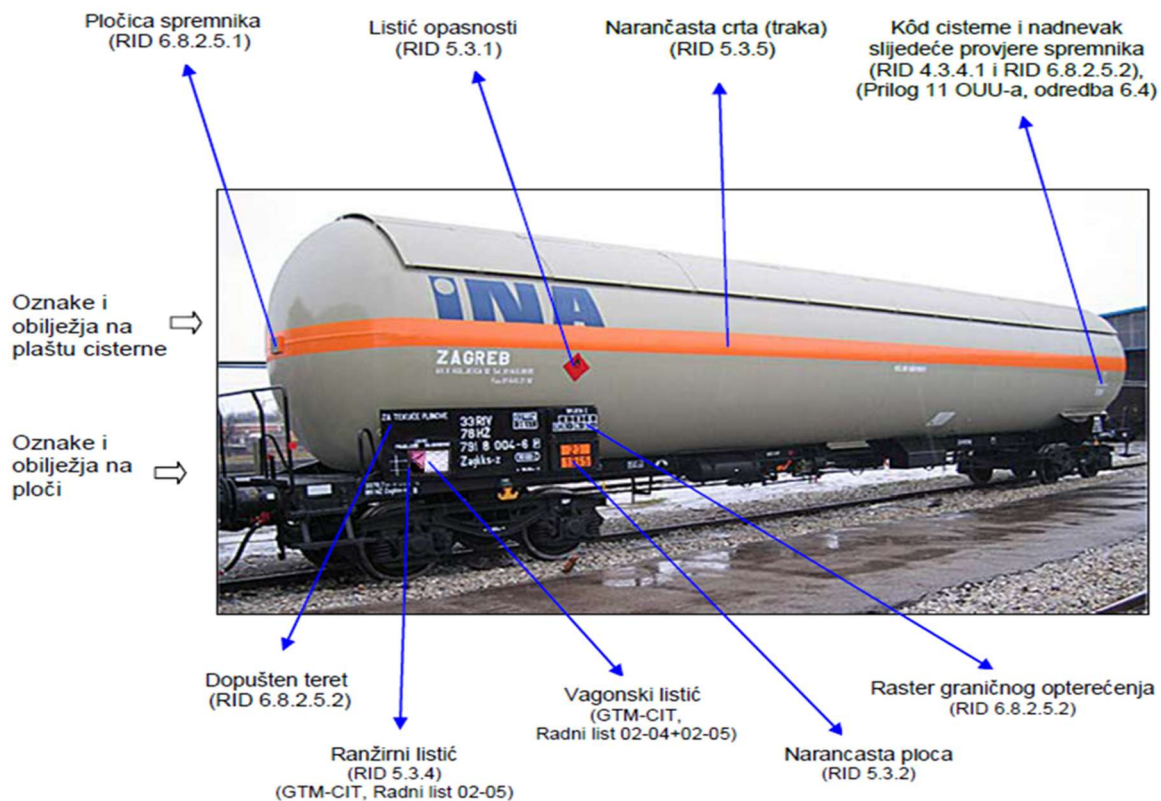 Pločica spremnika
(RID 6.8.2.5.1)
Listić opasnosti
(RID 5.3.1)
Narančasta crta (traka)
(RID 5.3.5)
Kôd cisterne i nadnevak
slijedeće provjere spremnika
(RID 4.3.4.1 i RID 6.8.2.5.2),
(Prilog 11 OUU-a, odredba 6.4)
Oznake i
obilježja na
plaštu cisterne
Oznake i
obilježja na
ploči
iNA
ZAGREB
ZA TEKUĆE PLINOVE
33 RIV
78 HŽ
791 8 004-6
Zagkks-z
Dopušten teret
(RID 6.8.2.5.2)
Ranžirni listić
(RID 5.3.4)
(GTM-CIT, Radni list 02-05)
Vagonski listić
(GTM-CIT,
Radni list 02-04+02-05)
Narancasta ploca
(RID 5.3.2)
Raster graničnog opterećenja
(RID 6.8.2.5.2)